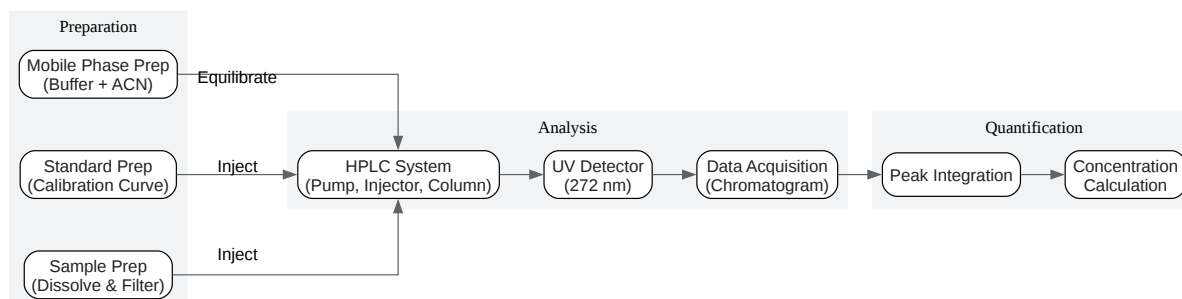 Preparation
Mobile Phase Prep
(Buffer + ACN)
Equilibrate
Standard Prep
(Calibration Curve)
Inject
Sample Prep
(Dissolve & Filter)
Inject
Analysis
HPLC System
(Pump, Injector, Column)
UV Detector
(272 nm)
Data Acquisition
(Chromatogram)
Quantification
Peak Integration
Concentration
Calculation